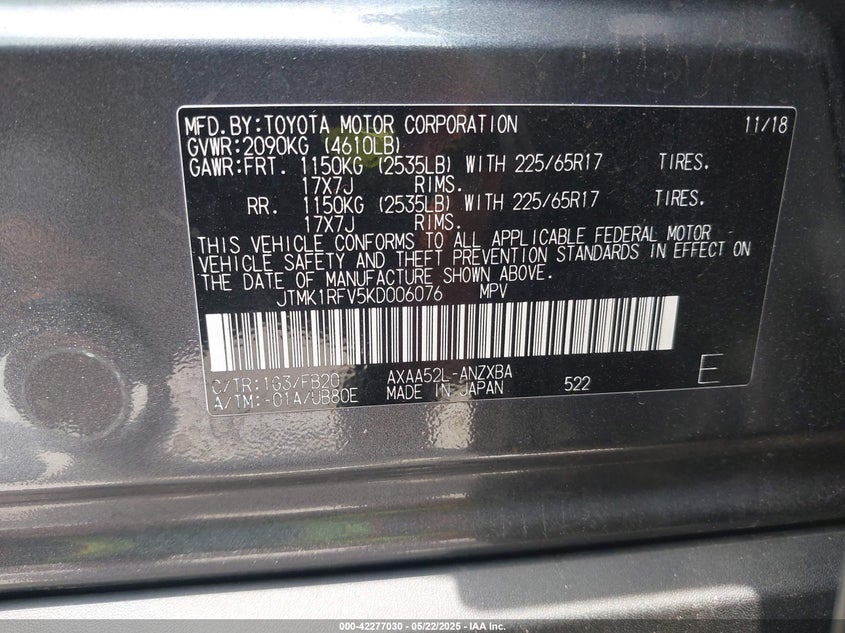 MFD.BY:TOYOTA MOTOR CORPORATION 11/18
GVWR:2090KG (4610LB)
GAWR:FRT. 1150KG (2535LB) WITH 225/65R17 TIRES.
17X7J RIMS.
RR. 1150KG (2535LB) WITH 225/65R17 TIRES.
17X7J RIMS.
THIS VEHICLE CONFORMS TO ALL APPLICABLE FEDERAL MOTOR
VEHICLE SAFETY AND THEFT PREVENTION STANDARDS IN EFFECT ON
THE DATE OF MANUFACTURE SHOWN ABOVE.
JTMK1RFV5KD006076 MPV
C/TR:1G3/FB20 AXAA52L-ANZXBA
A/TM:-01A/UB80E MADE IN JAPAN 522 E
000-42277030 - 05/22/2025 - IAA Inc.